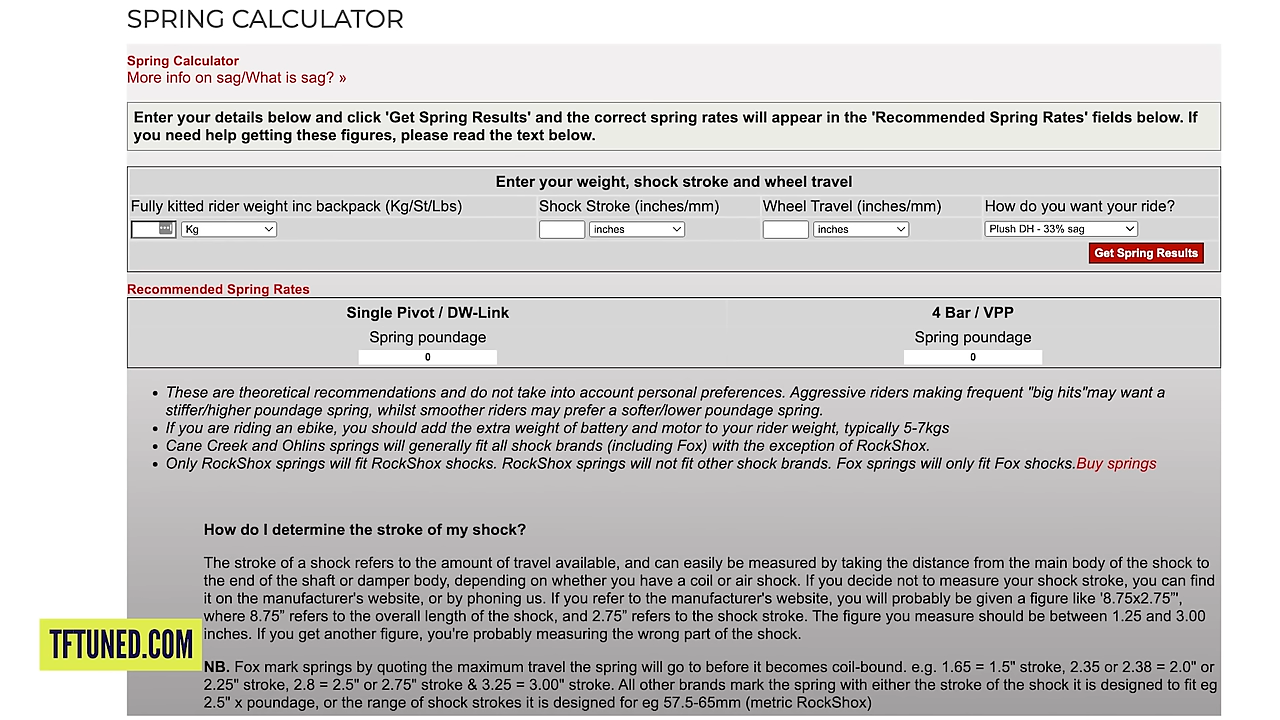 SPRING CALCULATOR
Spring Calculator
More info on sag/What is sag? »
Enter your details below and click 'Get Spring Results' and the correct spring rates will appear in the 'Recommended Spring Rates' fields below. If
you need help getting these figures, please read the text below.
Enter your weight, shock stroke and wheel travel
Fully kitted rider weight inc backpack (Kg/St/Lbs) Shock Stroke (inches/mm) Wheel Travel (inches/mm) How do you want your ride?
Kg inches inches Plush DH - 33% sag
Get Spring Results
Recommended Spring Rates
Single Pivot / DW-Link 4 Bar / VPP
Spring poundage Spring poundage
0 0
• These are theoretical recommendations and do not take into account personal preferences. Aggressive riders making frequent "big hits"may want a
stiffer/higher poundage spring, whilst smoother riders may prefer a softer/lower poundage spring.
• If you are riding an ebike, you should add the extra weight of battery and motor to your rider weight, typically 5-7kgs
• Cane Creek and Ohlins springs will generally fit all shock brands (including Fox) with the exception of RockShox.
• Only RockShox springs will fit RockShox shocks. RockShox springs will not fit other shock brands. Fox springs will only fit Fox shocks.Buy springs
How do I determine the stroke of my shock?
The stroke of a shock refers to the amount of travel available, and can easily be measured by taking the distance from the main body of the shock to
the end of the shaft or damper body, depending on whether you have a coil or air shock. If you decide not to measure your shock stroke, you can find
it on the manufacturer's website, or by phoning us. If you refer to the manufacturer's website, you will probably be given a figure like '8.75x2.75”',
where 8.75” refers to the overall length of the shock, and 2.75” refers to the shock stroke. The figure you measure should be between 1.25 and 3.00
inches. If you get another figure, you're probably measuring the wrong part of the shock.
TFTUNED.COM
NB. Fox mark springs by quoting the maximum travel the spring will go to before it becomes coil-bound. e.g. 1.65 = 1.5" stroke, 2.35 or 2.38 = 2.0" or
2.25" stroke, 2.8 = 2.5" or 2.75" stroke & 3.25 = 3.00" stroke. All other brands mark the spring with either the stroke of the shock it is designed to fit eg
2.5" x poundage, or the range of shock strokes it is designed for eg 57.5-65mm (metric RockShox)